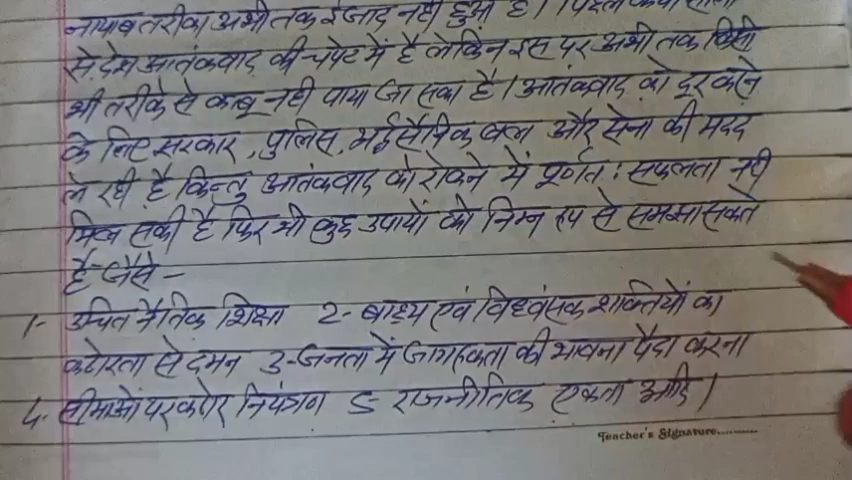 नायाब तरीका अभी तक ईजाद नही हुआ है।
से देश आतंकवाद की चपेट में है लेकिन इस पर अभी तक किसी
भी तरीके से काबू नही पाया जा सका है। आतंकवाद को दूर करने
के लिए सरकार, पुलिस, अर्द्धसैनिक बल और सेना की मदद
ले रही है किन्तु आतंकवाद को रोकने में पूर्णत: सफलता नही
मिल सकी है फिर भी कुछ उपायों को निम्न रूप से समझा सकते
है जैसे -
1- उचित नैतिक शिक्षा 2- बाह्य एवं विध्वंसक शक्तियों का
कठोरता से दमन 3- जनता में जागरूकता की भावना पैदा करना
4- सीमाओं पर कठोर नियंत्रण 5- राजनीतिक एकता आदि।
Teacher's Signature..........